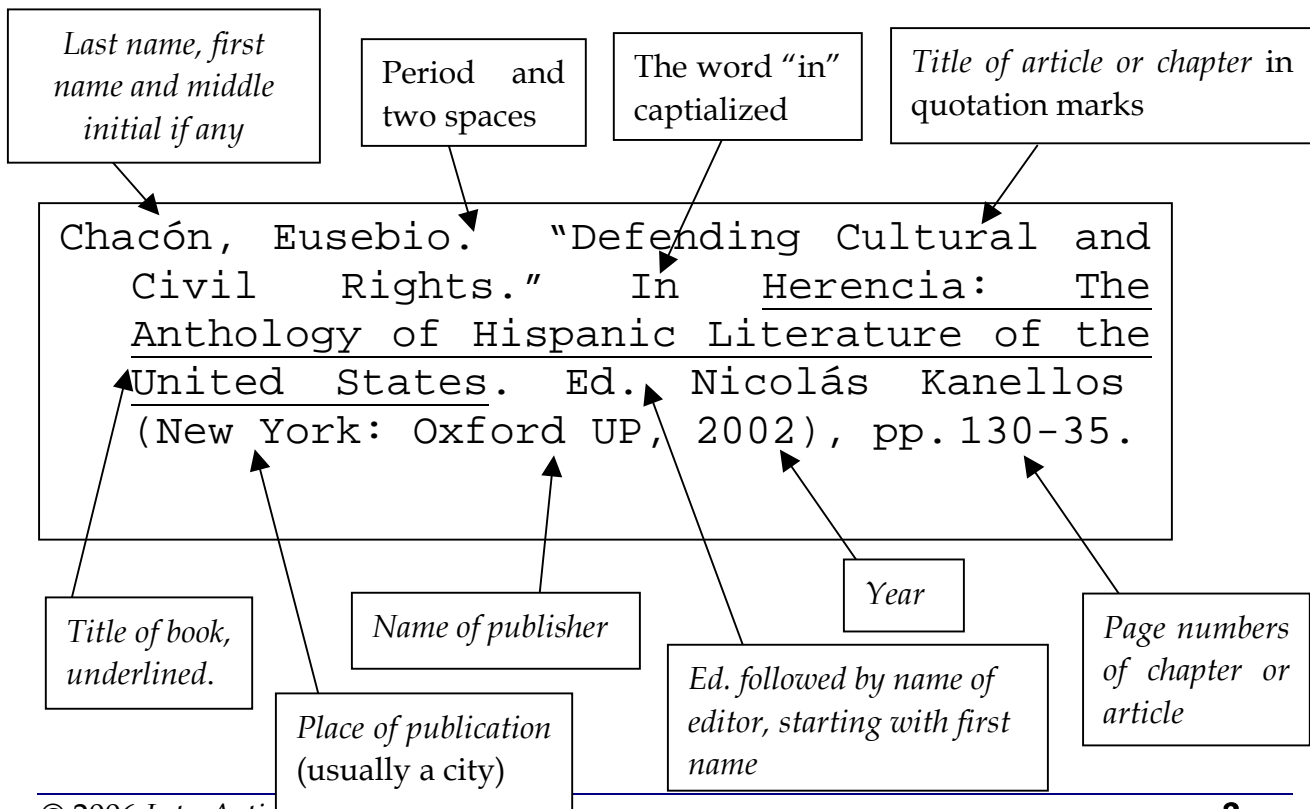 Last name, first
name and middle
initial if any
Period and
two spaces
The word “in”
captialized
Title of article or chapter in
quotation marks
Chacón, Eusebio. “Defending Cultural and
Civil Rights.” In Herencia: The
Anthology of Hispanic Literature of the
United States. Ed. Nicolás Kanellos
(New York: Oxford UP, 2002), pp. 130-35.
Title of book,
underlined.
Name of publisher
Year
Page numbers
of chapter or
article
Place of publication
(usually a city)
Ed. followed by name of
editor, starting with first
name